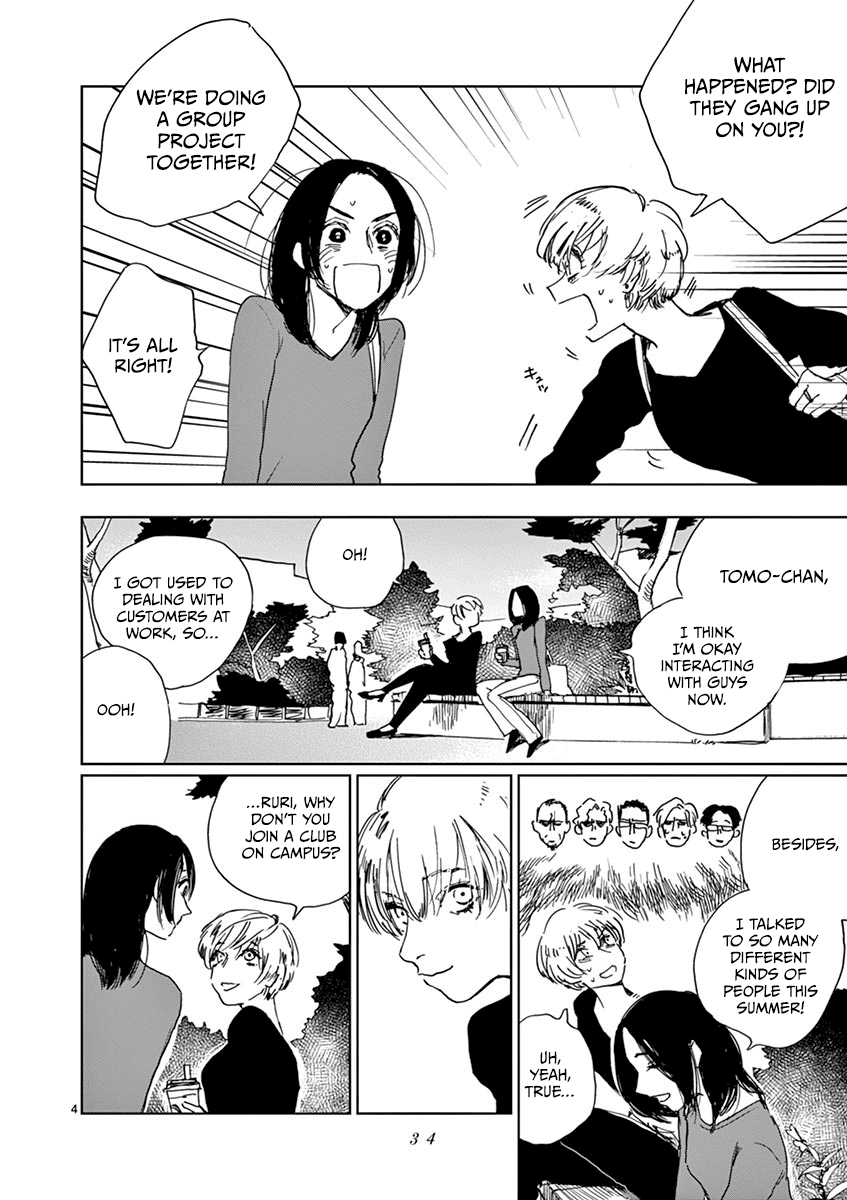 WHAT
HAPPENED? DID
THEY GANG UP
ON YOU?!
WE'RE DOING
A GROUP
PROJECT
TOGETHER!
IT'S ALL
RIGHT!
キッ
TOMO-CHAN,
I THINK
I'M OKAY
INTERACTING
WITH GUYS
NOW.
OH!
I GOT USED TO
DEALING WITH
CUSTOMERS AT
WORK, SO...
OOH!
BESIDES,
I TALKED
TO SO MANY
DIFFERENT
KINDS OF
PEOPLE THIS
SUMMER!
UH,
YEAH,
TRUE...
...RURI, WHY
DON'T YOU
JOIN A CLUB
ON CAMPUS?
4
34